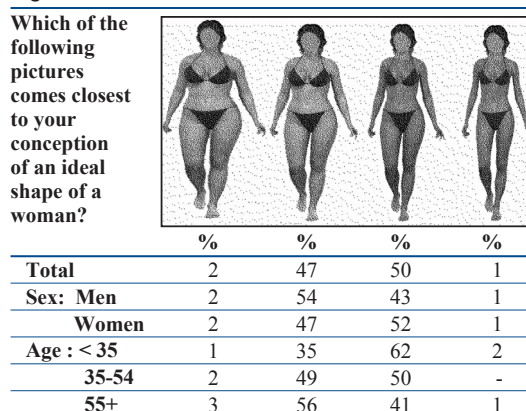 Which of the
following
pictures
comes closest
to your
conception
of an ideal
shape of a
woman?
% % % %
Total 2 47 50 1
Sex: Men 2 54 43 1
Women 2 47 52 1
Age : < 35 1 35 62 2
35-54 2 49 50 -
55+ 3 56 41 1